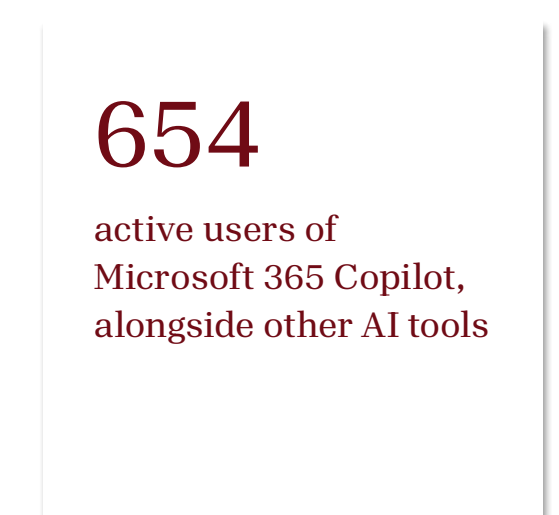 654
active users of
Microsoft 365 Copilot,
alongside other AI tools